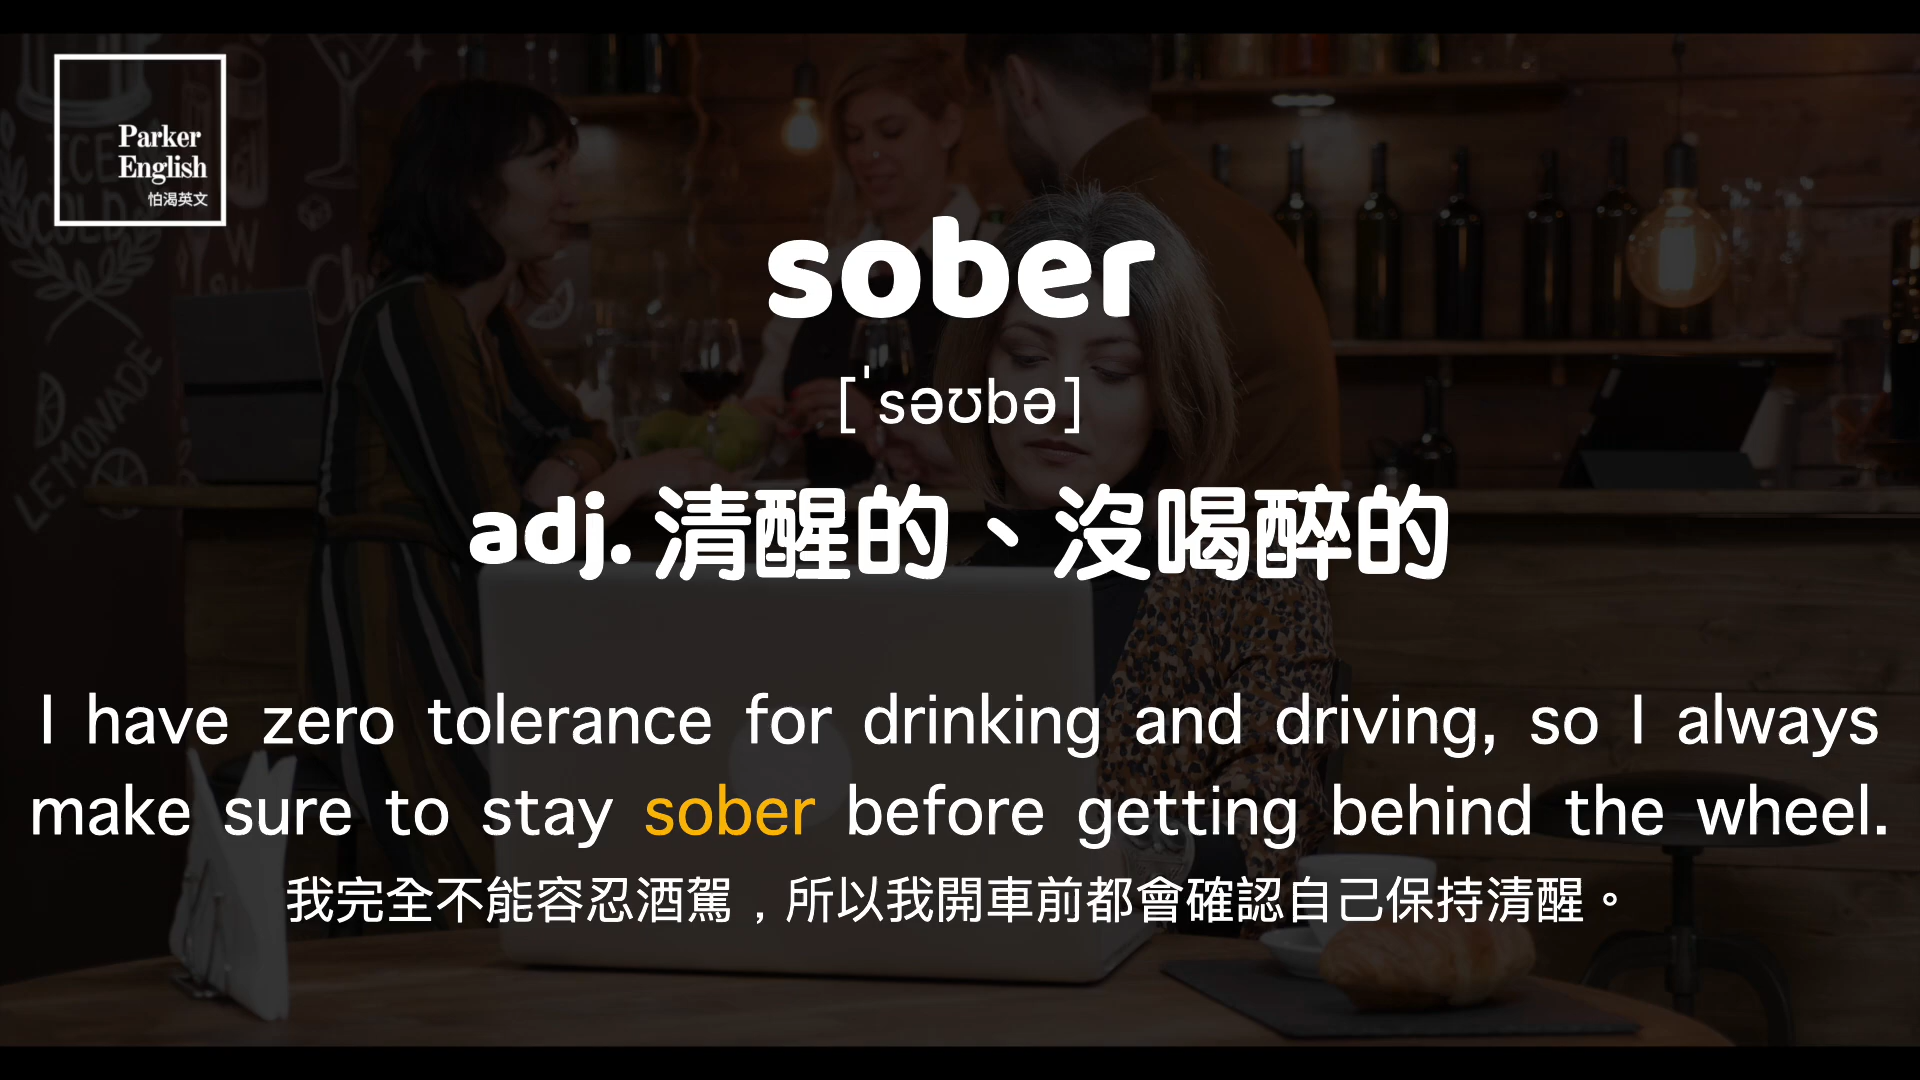 Parker
English
怕渴英文
sober
[ˈsəʊbə]
adj. 清醒的、沒喝醉的
I have zero tolerance for drinking and driving, so I always
make sure to stay sober before getting behind the wheel.
我完全不能容忍酒駕，所以我開車前都會確認自己保持清醒。
ICE
COLD
LEMONADE